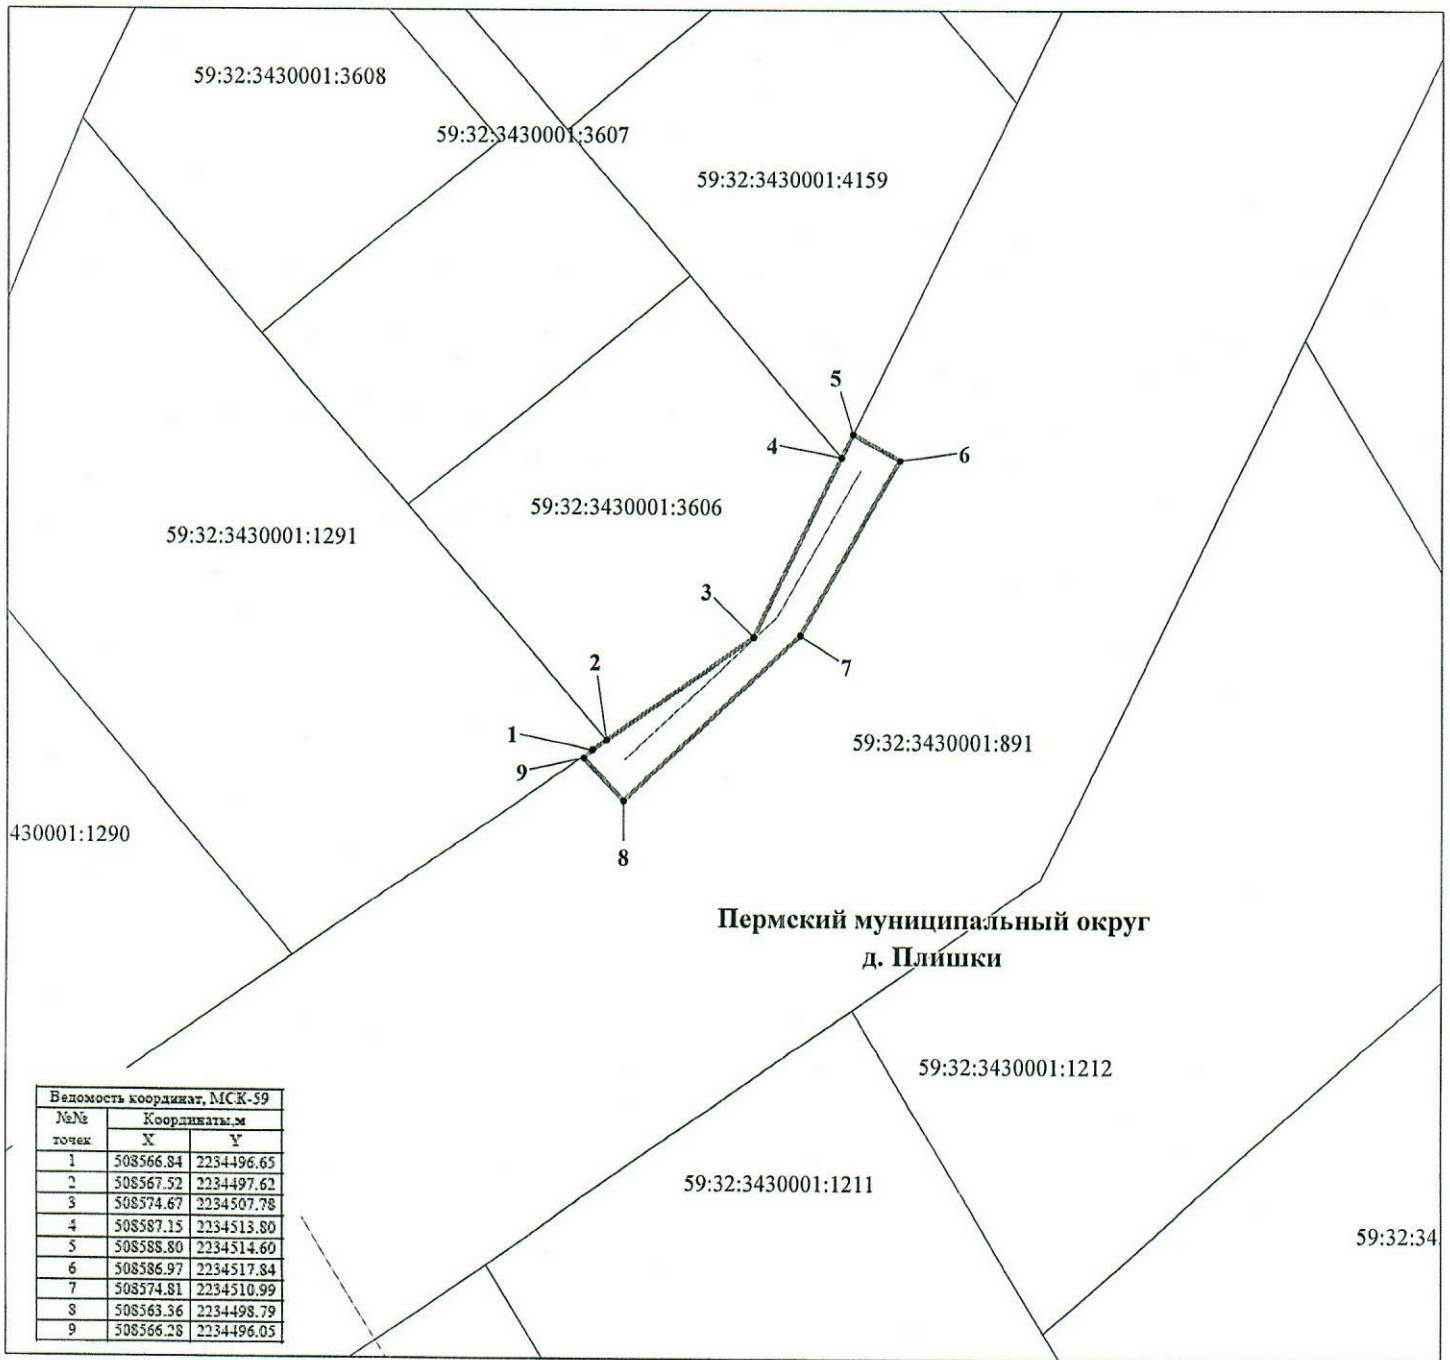 59:32:3430001:3608
59:32:3430001:3607
59:32:3430001:4159
5
4
6
59:32:3430001:3606
59:32:3430001:1291
3
2
7
1
59:32:3430001:891
9
430001:1290
8
Пермский муниципальный округ
д. Плишки
59:32:3430001:1212
59:32:3430001:1211
59:32:34
Ведомость координат, МСК-59
№№ точек Координаты,м
X Y
1 508566.84 2234496.65
2 508567.52 2234497.62
3 508574.67 2234507.78
4 508587.15 2234513.80
5 508588.80 2234514.60
6 508586.97 2234517.84
7 508574.81 2234510.99
8 508563.36 2234498.79
9 508566.28 2234496.05